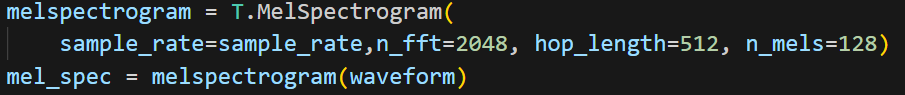 melspectrogram = T.MelSpectrogram(
    sample_rate=sample_rate,n_fft=2048, hop_length=512, n_mels=128)
mel_spec = melspectrogram(waveform)